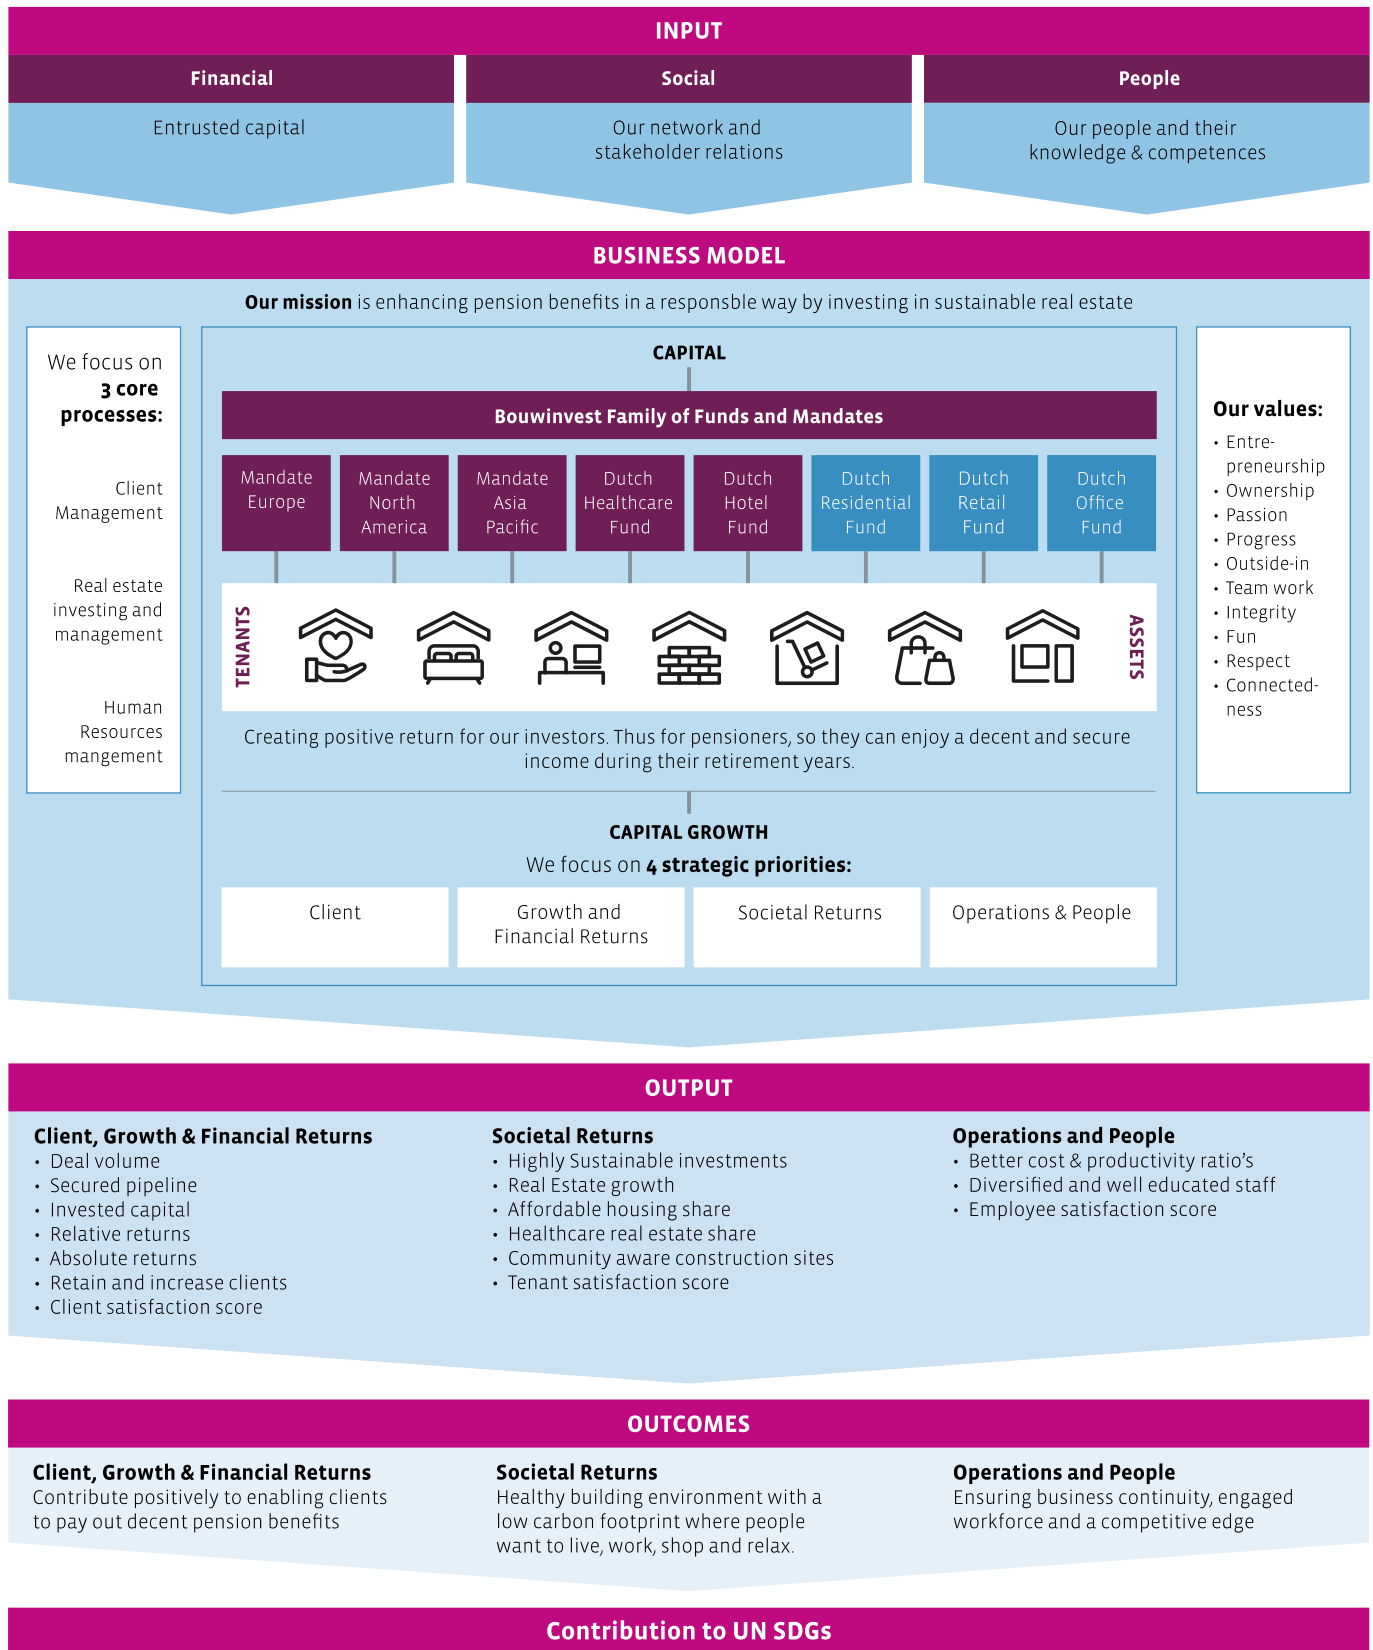 INPUT
Financial
Entrusted capital
Social
Our network and
stakeholder relations
People
Our people and their
knowledge & competences
BUSINESS MODEL
Our mission is enhancing pension benefits in a responsble way by investing in sustainable real estate
We focus on
3 core
processes:
Client
Management
Real estate
investing and
management
Human
Resources
mangement
CAPITAL
Bouwinvest Family of Funds and Mandates
Mandate
Europe
Mandate
North
America
Mandate
Asia
Pacific
Dutch
Healthcare
Fund
Dutch
Hotel
Fund
Dutch
Residential
Fund
Dutch
Retail
Fund
Dutch
Office
Fund
TENANTS
ASSETS
Creating positive return for our investors. Thus for pensioners, so they can enjoy a decent and secure
income during their retirement years.
CAPITAL GROWTH
We focus on 4 strategic priorities:
Client
Growth and
Financial Returns
Societal Returns
Operations & People
Our values:
• Entre-
preneurship
• Ownership
• Passion
• Progress
• Outside-in
• Team work
• Integrity
• Fun
• Respect
• Connected-
ness
OUTPUT
Client, Growth & Financial Returns
• Deal volume
• Secured pipeline
• Invested capital
• Relative returns
• Absolute returns
• Retain and increase clients
• Client satisfaction score
Societal Returns
• Highly Sustainable investments
• Real Estate growth
• Affordable housing share
• Healthcare real estate share
• Community aware construction sites
• Tenant satisfaction score
Operations and People
• Better cost & productivity ratio's
• Diversified and well educated staff
• Employee satisfaction score
OUTCOMES
Client, Growth & Financial Returns
Contribute positively to enabling clients
to pay out decent pension benefits
Societal Returns
Healthy building environment with a
low carbon footprint where people
want to live, work, shop and relax.
Operations and People
Ensuring business continuity, engaged
workforce and a competitive edge
Contribution to UN SDGs